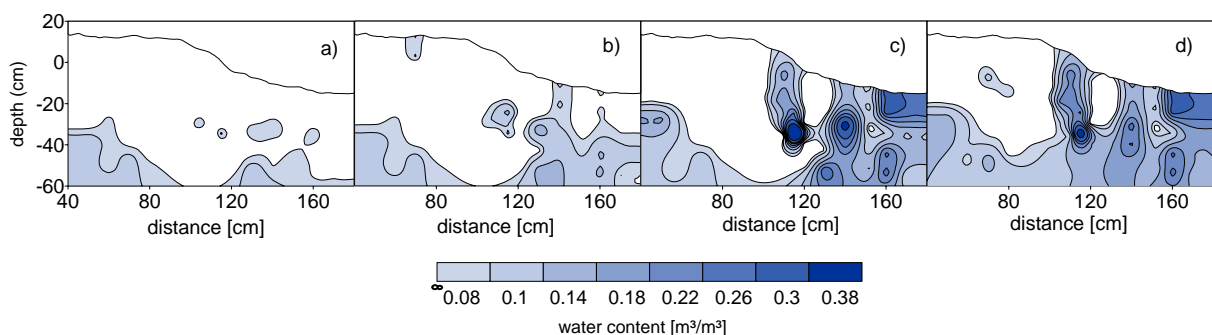 20
0
-20
-40
-60
depth (cm)
a)
b)
c)
d)
40 80 120 160
80 120 160
80 120 160
80 120 160
distance [cm]
distance [cm]
distance [cm]
distance [cm]
∞ 0.08 0.1 0.14 0.18 0.22 0.26 0.3 0.38
water content [m³/m³]